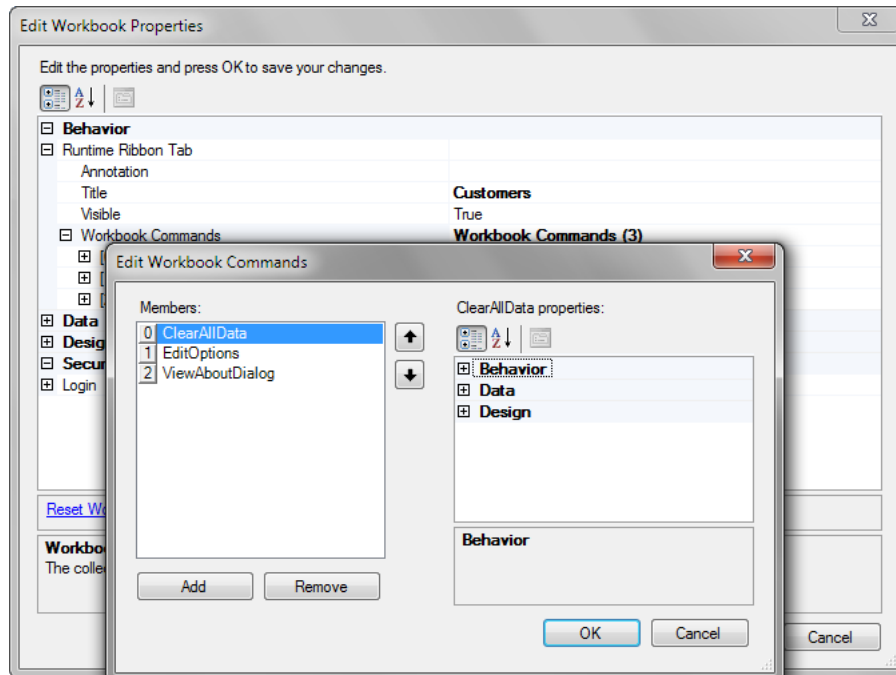 Edit Workbook Properties
Edit the properties and press OK to save your changes.
Behavior
Runtime Ribbon Tab
Annotation
Title Customers
Visible True
Workbook Commands Workbook Commands (3)
Edit Workbook Commands
Data
Login
Members:
0 ClearAllData
1 EditOptions
2 ViewAboutDialog
Add Remove
ClearAllData properties:
Behavior
Data
Design
Behavior
OK Cancel
Reset
The
Cancel